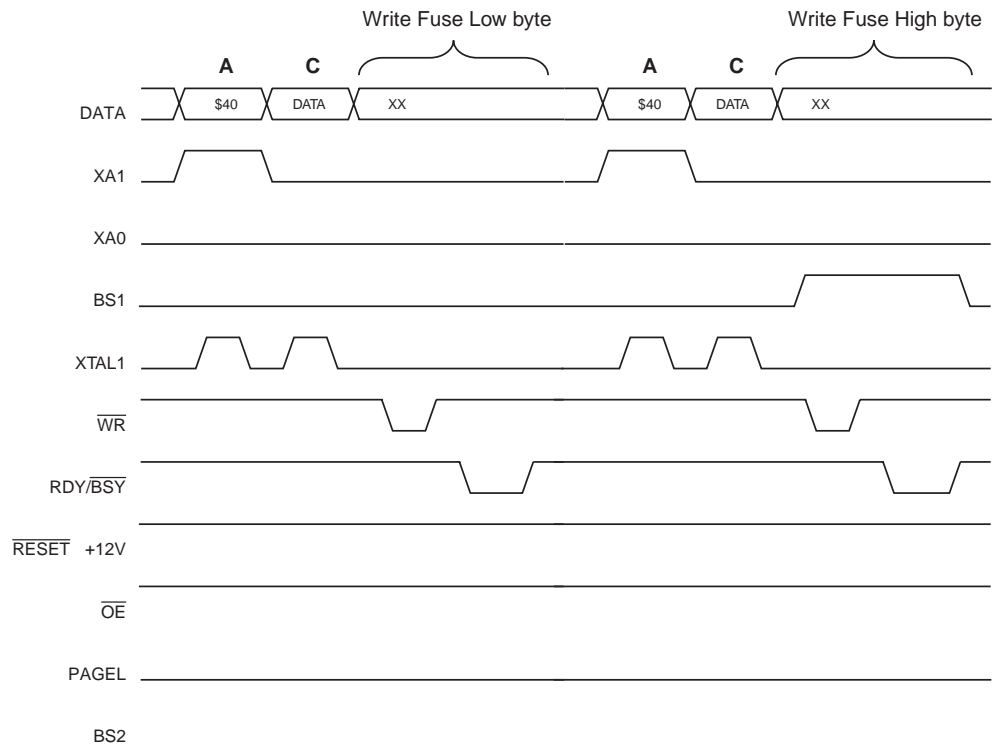 Write Fuse Low byte Write Fuse High byte
A C A C
DATA $40 DATA XX $40 DATA XX
XA1
XA0
BS1
XTAL1
WR
RDY/BSY
RESET +12V
OE
PAGEL
BS2